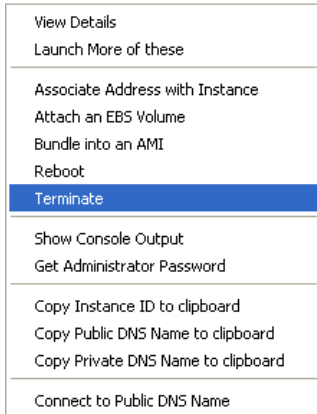 View Details
Launch More of these
Associate Address with Instance
Attach an EBS Volume
Bundle into an AMI
Reboot
Terminate
Show Console Output
Get Administrator Password
Copy Instance ID to clipboard
Copy Public DNS Name to clipboard
Copy Private DNS Name to clipboard
Connect to Public DNS Name